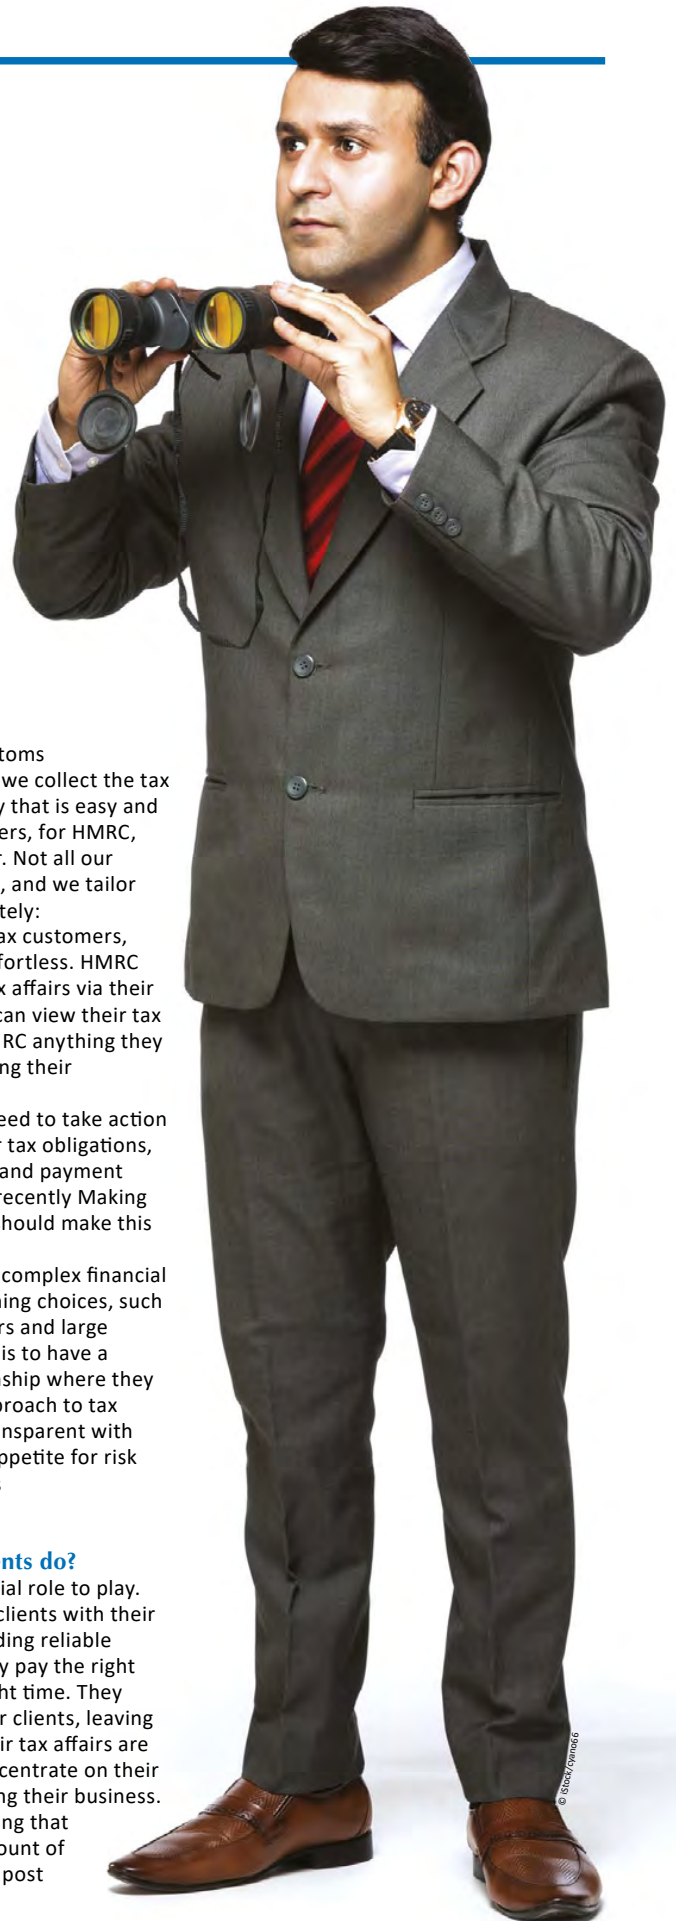 toms
we collect the tax
y that is easy and
ers, for HMRC,
r. Not all our
, and we tailor
tely:
ax customers,
fortless. HMRC
x affairs via their
can view their tax
RC anything they
ng their
eed to take action
r tax obligations,
and payment
recently Making
should make this
complex financial
ning choices, such
rs and large
is to have a
nship where they
proach to tax
nsparent with
ppetite for risk
s
ents do?
ial role to play.
clients with their
ding reliable
y pay the right
ht time. They
r clients, leaving
ir tax affairs are
centrate on their
ng their business.
ng that
ount of
post
© iStock/cyano66